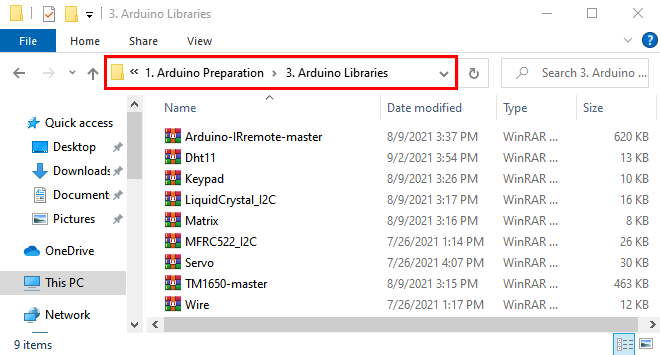 3. Arduino Libraries
File Home Share View
« 1. Arduino Preparation > 3. Arduino Libraries Search 3. Arduino ...
Name Date modified Type Size
Quick access
Desktop
Downloads
Document
Pictures
OneDrive
This PC
Network
Arduino-IRremote-master 8/9/2021 3:37 PM WinRAR ... 620 KB
Dht11 9/2/2021 3:54 PM WinRAR ... 13 KB
Keypad 8/9/2021 3:26 PM WinRAR ... 10 KB
LiquidCrystal_I2C 8/9/2021 3:17 PM WinRAR ... 16 KB
Matrix 8/9/2021 3:16 PM WinRAR ... 8 KB
MFRC522_I2C 7/26/2021 1:14 PM WinRAR ... 26 KB
Servo 7/26/2021 4:07 PM WinRAR ... 30 KB
TM1650-master 8/9/2021 3:15 PM WinRAR ... 463 KB
Wire 7/26/2021 1:17 PM WinRAR ... 12 KB
9 items